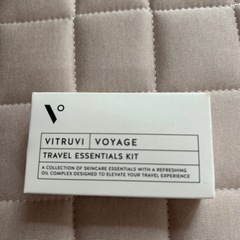 V°
VITRUVI | VOYAGE
TRAVEL ESSENTIALS KIT
A COLLECTION OF SKINCARE ESSENTIALS WITH A REFRESHING
OIL COMPLEX DESIGNED TO ELEVATE YOUR TRAVEL EXPERIENCE